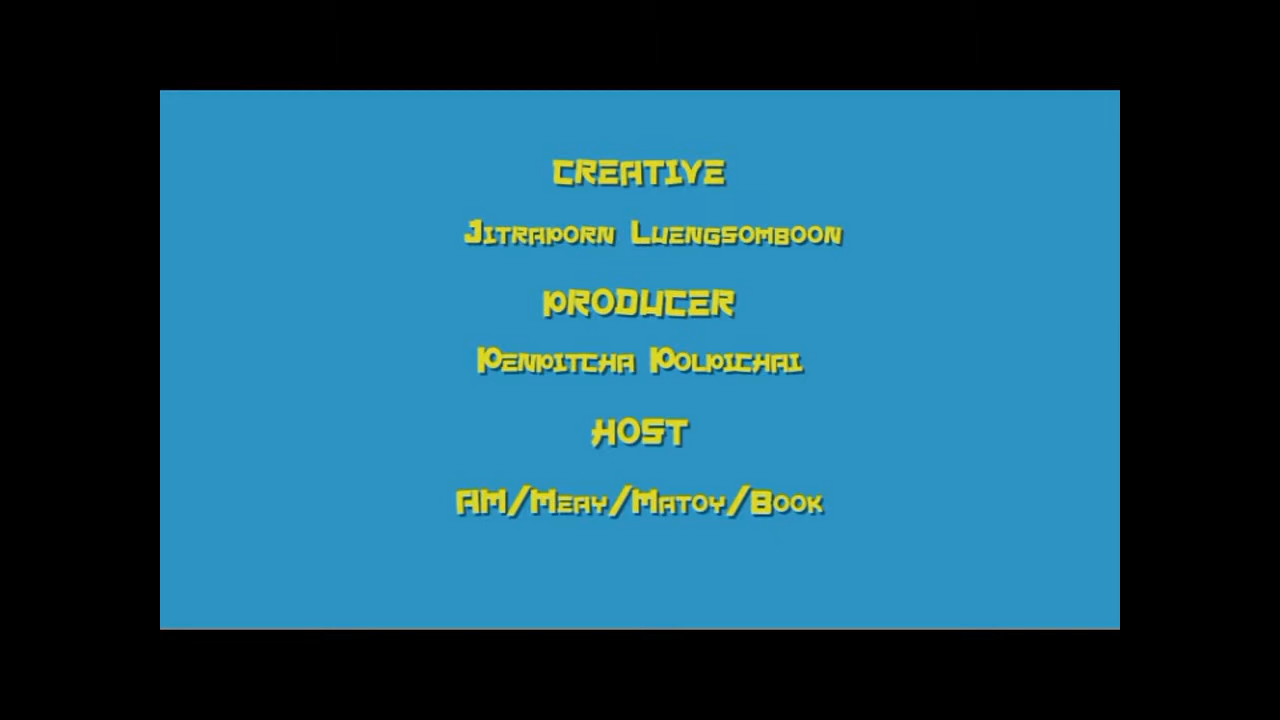 CREATIVE
Jitraporn Luengsomboon
PRODUCER
Penpitcha Polpichai
HOST
AM/Meay/Matoy/Book